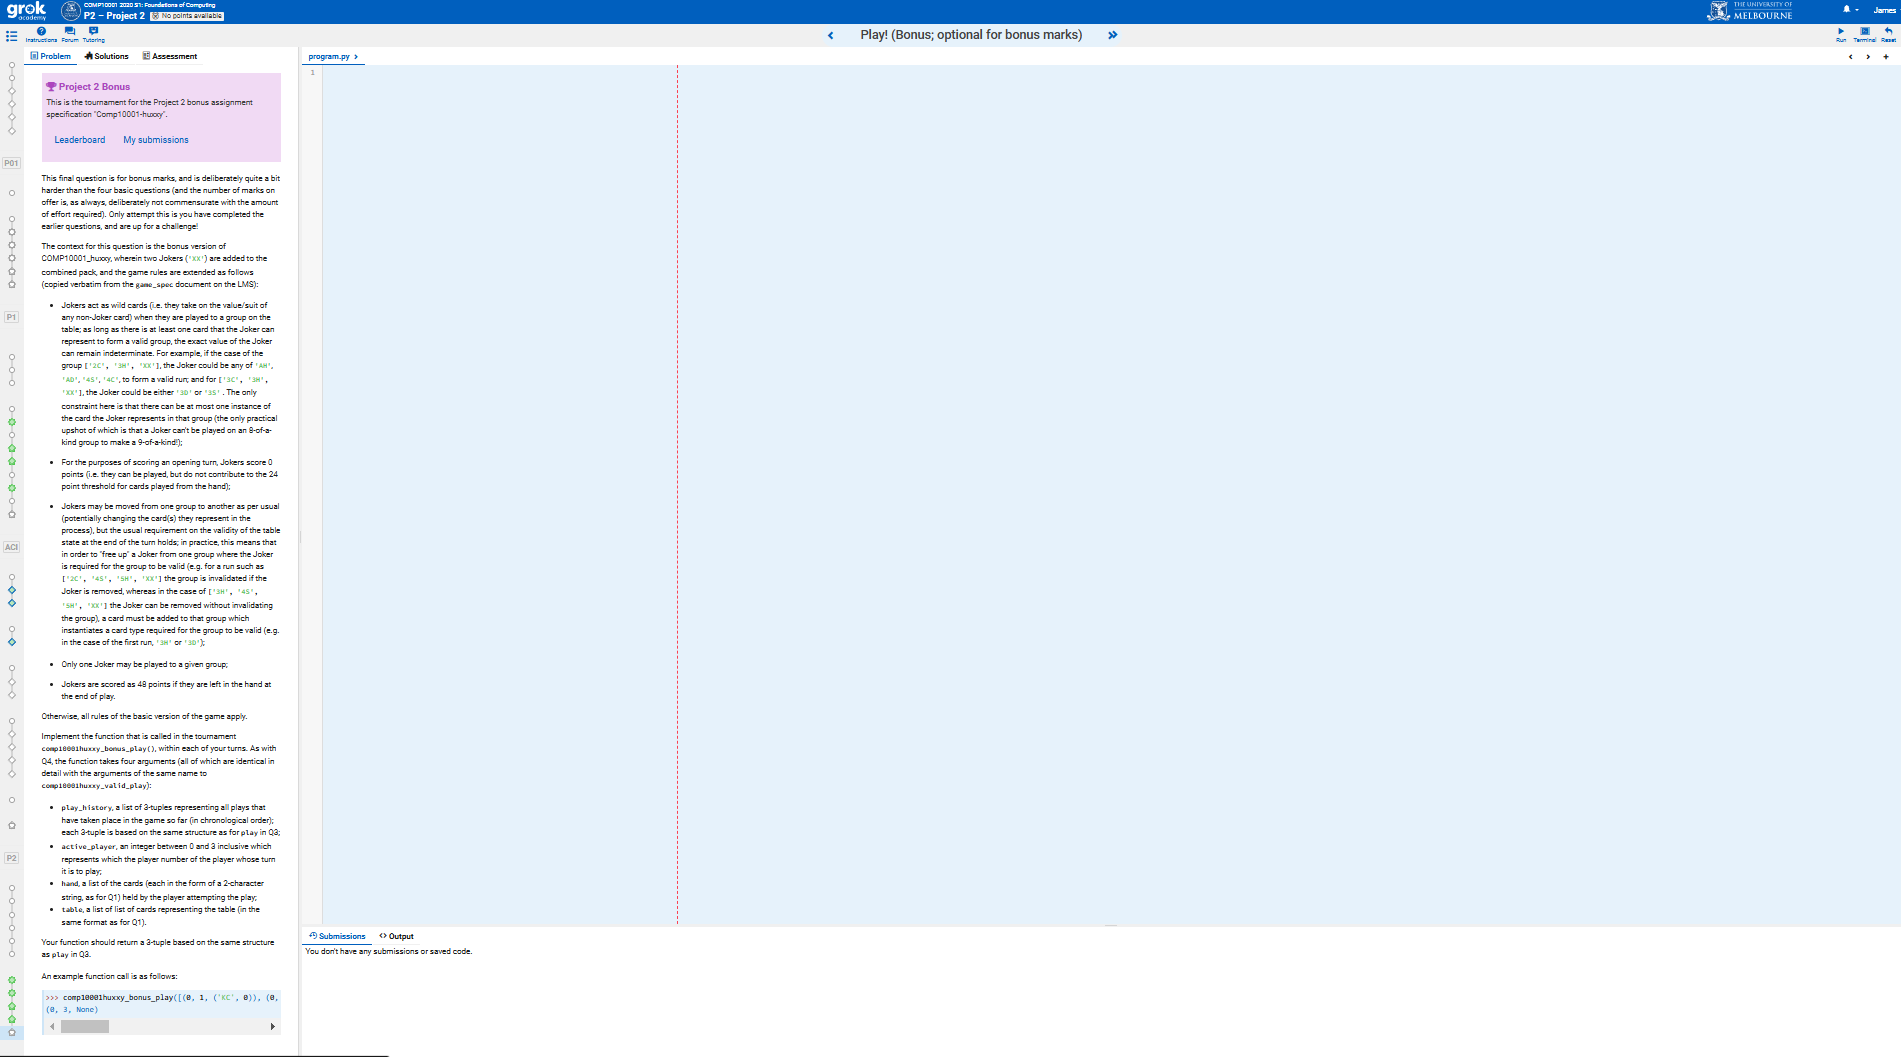 grok
academy
COMP10001 2020 S1: Foundations of Computing
P2 – Project 2
No points available
THE UNIVERSITY OF
MELBOURNE
James
Instructions
Forum
Tutoring
Play! (Bonus; optional for bonus marks)
Run
Terminal
Reset
Problem
Solutions
Assessment
program.py
1
Project 2 Bonus
This is the tournament for the Project 2 bonus assignment
specification "Comp10001-huxxy".
Leaderboard
My submissions
This final question is for bonus marks, and is deliberately quite a bit
harder than the four basic questions (and the number of marks on
offer is, as always, deliberately not commensurate with the amount
of effort required). Only attempt this is you have completed the
earlier questions, and are up for a challenge!
The context for this question is the bonus version of
COMP10001_huxxy, wherein two Jokers ('XX') are added to the
combined pack, and the game rules are extended as follows
(copied verbatim from the game_spec document on the LMS):
• Jokers act as wild cards (i.e. they take on the value/suit of
any non-Joker card) when they are played to a group on the
table; as long as there is at least one card that the Joker can
represent to form a valid group, the exact value of the Joker
can remain indeterminate. For example, if the case of the
group ['2C', '3H', 'XX'], the Joker could be any of 'AH',
'AD', '4S', '4C', to form a valid run; and for ['3C', '3H',
'XX'], the Joker could be either '3D' or '3S' . The only
constraint here is that there can be at most one instance of
the card the Joker represents in that group (the only practical
upshot of which is that a Joker can't be played on an 8-of-a-
kind group to make a 9-of-a-kind!);
• For the purposes of scoring an opening turn, Jokers score 0
points (i.e. they can be played, but do not contribute to the 24
point threshold for cards played from the hand);
• Jokers may be moved from one group to another as per usual
(potentially changing the card(s) they represent in the
process), but the usual requirement on the validity of the table
state at the end of the turn holds; in practice, this means that
in order to "free up" a Joker from one group where the Joker
is required for the group to be valid (e.g. for a run such as
['2C', '4S', '5H', 'XX'] the group is invalidated if the
Joker is removed, whereas in the case of ['3H', '4S',
'5H', 'XX'] the Joker can be removed without invalidating
the group), a card must be added to that group which
instantiates a card type required for the group to be valid (e.g.
in the case of the first run, '3H' or '3D');
• Only one Joker may be played to a given group;
• Jokers are scored as 48 points if they are left in the hand at
the end of play.
Otherwise, all rules of the basic version of the game apply.
Implement the function that is called in the tournament
comp10001huxxy_bonus_play(), within each of your turns. As with
Q4, the function takes four arguments (all of which are identical in
detail with the arguments of the same name to
comp10001huxxy_valid_play):
• play_history, a list of 3-tuples representing all plays that
have taken place in the game so far (in chronological order);
each 3-tuple is based on the same structure as for play in Q3;
• active_player, an integer between 0 and 3 inclusive which
represents which the player number of the player whose turn
it is to play;
• hand, a list of the cards (each in the form of a 2-character
string, as for Q1) held by the player attempting the play;
• table, a list of list of cards representing the table (in the
same format as for Q1).
Your function should return a 3-tuple based on the same structure
as play in Q3.
An example function call is as follows:
>>> comp10001huxxy_bonus_play([(0, 1, ('KC', 0)), (0,
(0, 3, None)
Submissions
Output
You don't have any submissions or saved code.
P01
P1
ACI
P2